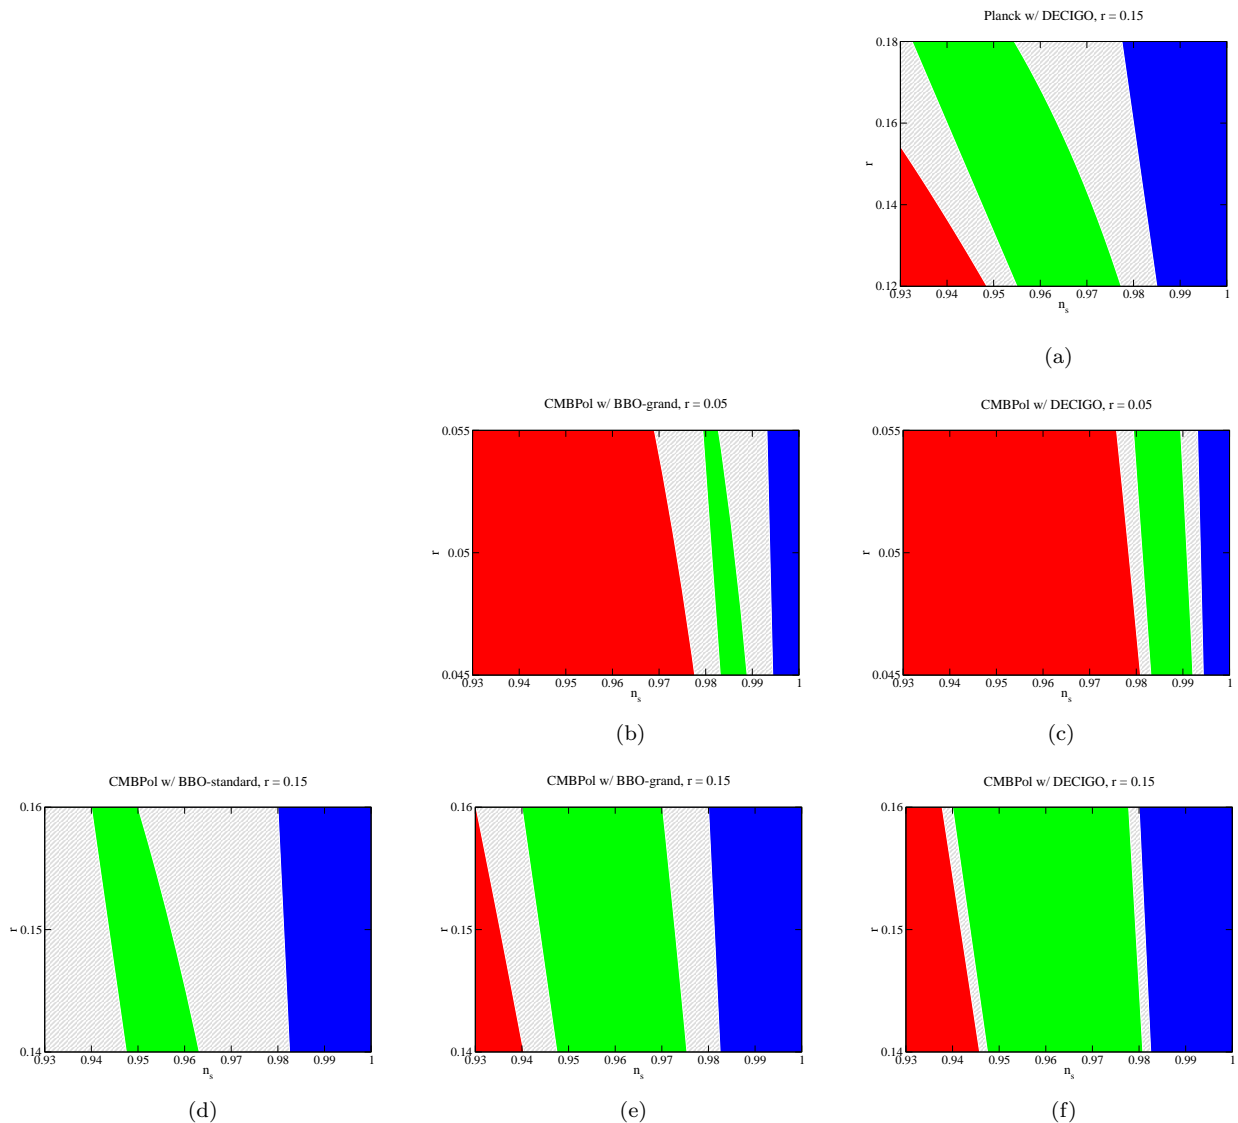 Planck w/ DECIGO, r = 0.15
0.18
0.16
r
0.14
0.12
0.93 0.94 0.95 0.96 0.97 0.98 0.99 1
n_s
(a)
CMBPol w/ BBO-grand, r = 0.05
0.055
r
0.05
0.045
0.93 0.94 0.95 0.96 0.97 0.98 0.99 1
n_s
(b)
CMBPol w/ DECIGO, r = 0.05
0.055
r
0.05
0.045
0.93 0.94 0.95 0.96 0.97 0.98 0.99 1
n_s
(c)
CMBPol w/ BBO-standard, r = 0.15
0.16
r
0.15
0.14
0.93 0.94 0.95 0.96 0.97 0.98 0.99 1
n_s
(d)
CMBPol w/ BBO-grand, r = 0.15
0.16
r
0.15
0.14
0.93 0.94 0.95 0.96 0.97 0.98 0.99 1
n_s
(e)
CMBPol w/ DECIGO, r = 0.15
0.16
r
0.15
0.14
0.93 0.94 0.95 0.96 0.97 0.98 0.99 1
n_s
(f)